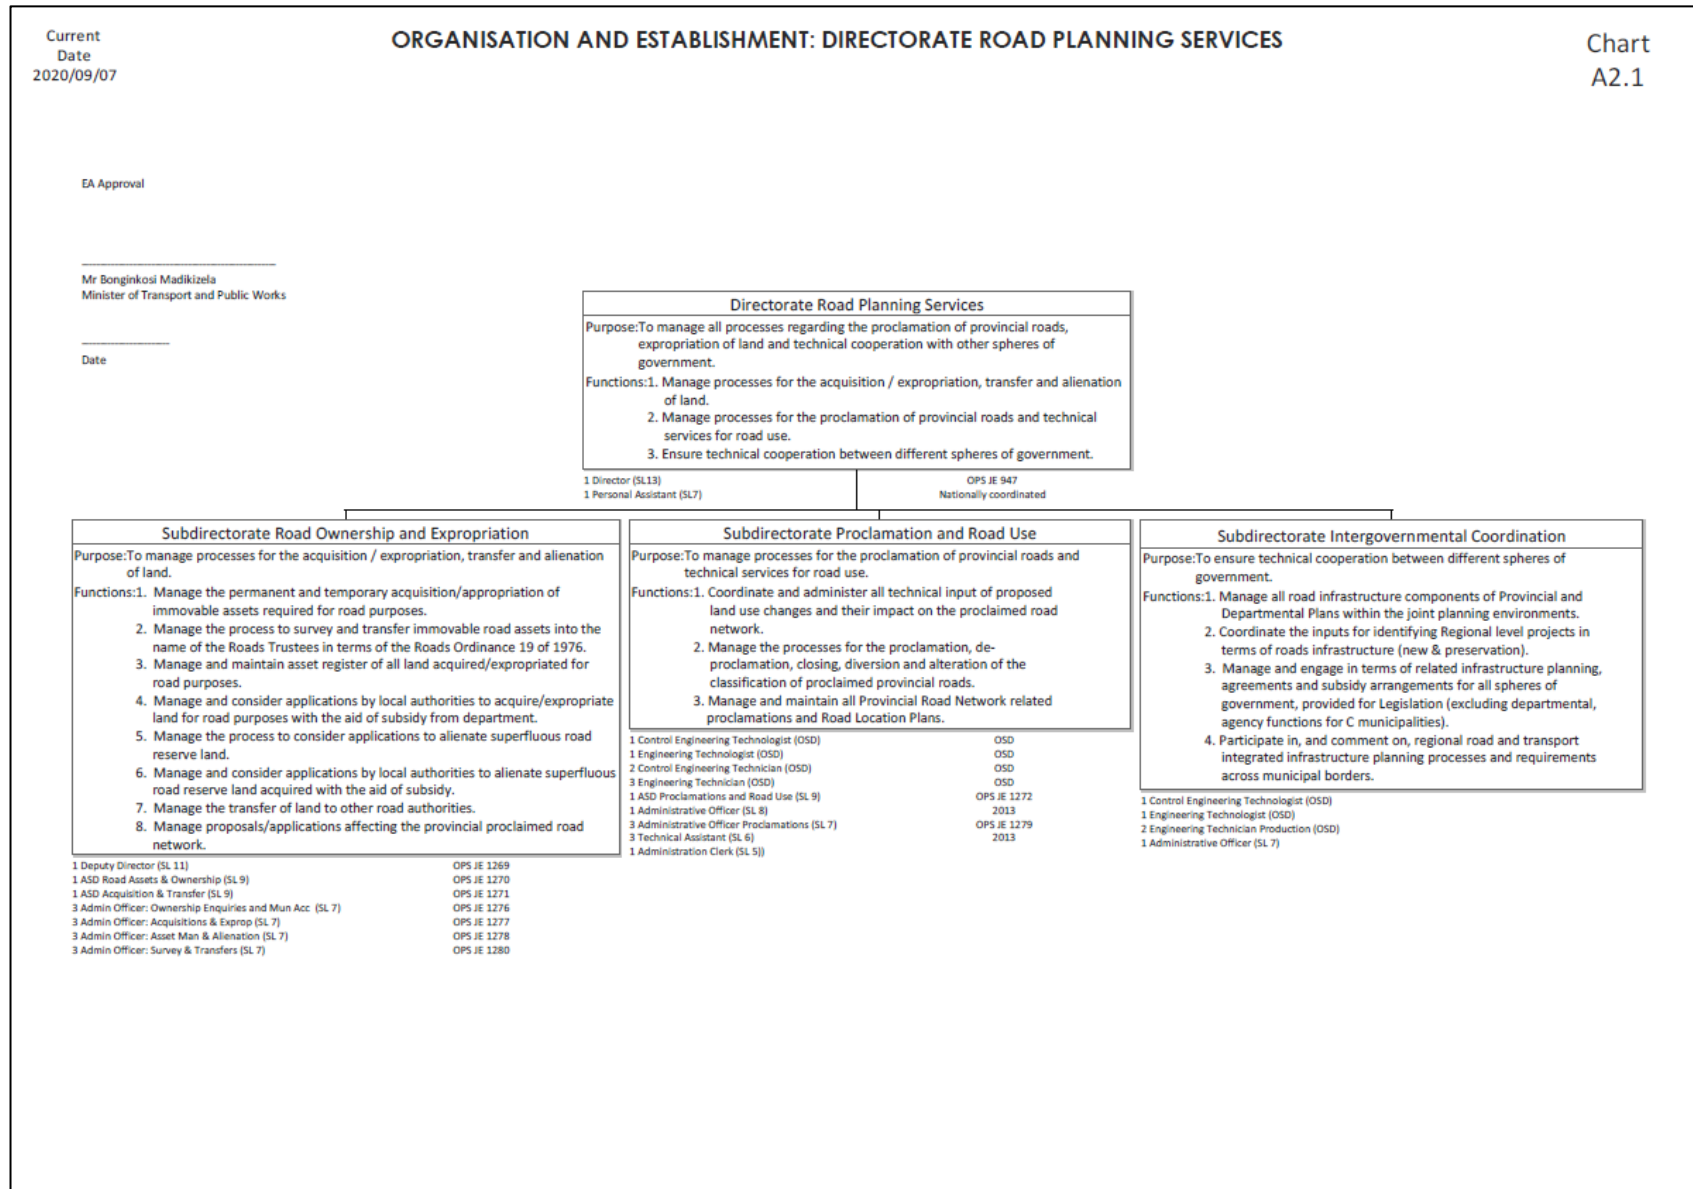 Current
Date
2020/09/07
ORGANISATION AND ESTABLISHMENT: DIRECTORATE ROAD PLANNING SERVICES
Chart
A2.1
EA Approval
Mr Bonginkosi Madikizela
Minister of Transport and Public Works
Date
Directorate Road Planning Services
Purpose:To manage all processes regarding the proclamation of provincial roads,
expropriation of land and technical cooperation with other spheres of
government.
Functions:1. Manage processes for the acquisition / expropriation, transfer and alienation
of land.
2. Manage processes for the proclamation of provincial roads and technical
services for road use.
3. Ensure technical cooperation between different spheres of government.
1 Director (SL13) OPS JE 947
1 Personal Assistant (SL7) Nationally coordinated
Subdirectorate Road Ownership and Expropriation
Purpose:To manage processes for the acquisition / expropriation, transfer and alienation
of land.
Functions:1. Manage the permanent and temporary acquisition/appropriation of
immovable assets required for road purposes.
2. Manage the process to survey and transfer immovable road assets into the
name of the Roads Trustees in terms of the Roads Ordinance 19 of 1976.
3. Manage and maintain asset register of all land acquired/expropriated for
road purposes.
4. Manage and consider applications by local authorities to acquire/expropriate
land for road purposes with the aid of subsidy from department.
5. Manage the process to consider applications to alienate superfluous road
reserve land.
6. Manage and consider applications by local authorities to alienate superfluous
road reserve land acquired with the aid of subsidy.
7. Manage the transfer of land to other road authorities.
8. Manage proposals/applications affecting the provincial proclaimed road
network.
1 Deputy Director (SL 11) OPS JE 1269
1 ASD Road Assets & Ownership (SL 9) OPS JE 1270
1 ASD Acquisition & Transfer (SL 9) OPS JE 1271
3 Admin Officer: Ownership Enquiries and Mun Acc (SL 7) OPS JE 1276
3 Admin Officer: Acquisitions & Exprop (SL 7) OPS JE 1277
3 Admin Officer: Asset Man & Alienation (SL 7) OPS JE 1278
3 Admin Officer: Survey & Transfers (SL 7) OPS JE 1280
Subdirectorate Proclamation and Road Use
Purpose:To manage processes for the proclamation of provincial roads and
technical services for road use.
Functions:1. Coordinate and administer all technical input of proposed
land use changes and their impact on the proclaimed road
network.
2. Manage the processes for the proclamation, de-
proclamation, closing, diversion and alteration of the
classification of proclaimed provincial roads.
3. Manage and maintain all Provincial Road Network related
proclamations and Road Location Plans.
1 Control Engineering Technologist (OSD) OSD
1 Engineering Technologist (OSD) OSD
2 Control Engineering Technician (OSD) OSD
3 Engineering Technician (OSD) OSD
1 ASD Proclamations and Road Use (SL 9) OPS JE 1272
1 Administrative Officer (SL 8) 2013
3 Administrative Officer Proclamations (SL 7) OPS JE 1279
3 Technical Assistant (SL 6) 2013
1 Administration Clerk (SL 5))
Subdirectorate Intergovernmental Coordination
Purpose:To ensure technical cooperation between different spheres of
government.
Functions:1. Manage all road infrastructure components of Provincial and
Departmental Plans within the joint planning environments.
2. Coordinate the inputs for identifying Regional level projects in
terms of roads infrastructure (new & preservation).
3. Manage and engage in terms of related infrastructure planning,
agreements and subsidy arrangements for all spheres of
government, provided for Legislation (excluding departmental,
agency functions for C municipalities).
4. Participate in, and comment on, regional road and transport
integrated infrastructure planning processes and requirements
across municipal borders.
1 Control Engineering Technologist (OSD)
1 Engineering Technologist (OSD)
2 Engineering Technician Production (OSD)
1 Administrative Officer (SL 7)